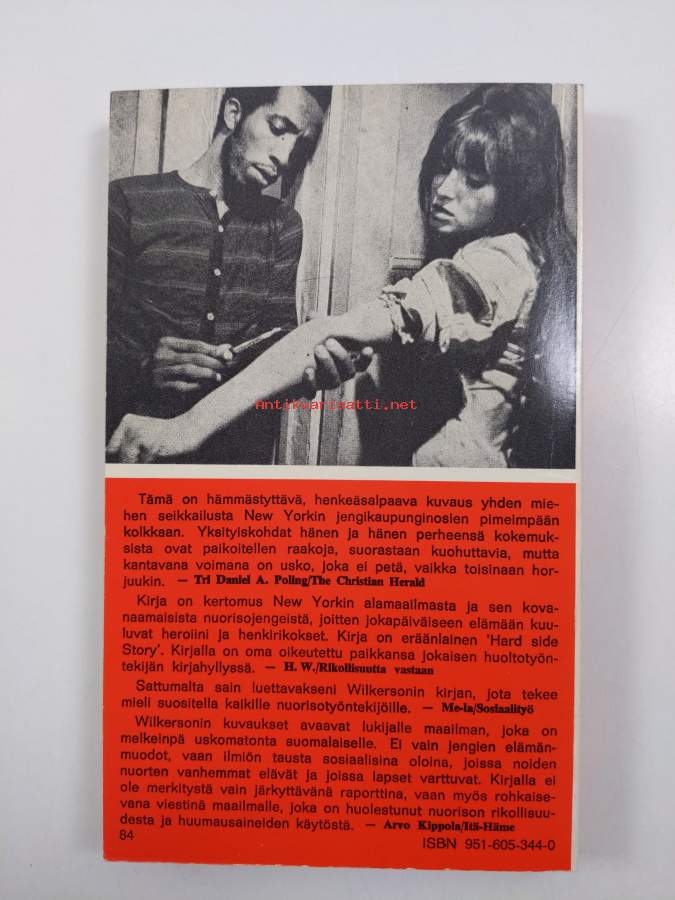 Antikvariaatti.net
Tämä on hämmästyttävä, henkeäsalpaava kuvaus yhden mie-
hen seikkailusta New Yorkin jengikaupunginosien pimeimpään
kolkkaan. Yksityiskohdat hänen ja hänen perheensä kokemuk-
sista ovat paikoitellen raakoja, suorastaan kuohuttavia, mutta
kantavana voimana on usko, joka ei petä, vaikka toisinaan hor-
juukin. — Tri Daniel A. Poling/The Christian Herald
Kirja on kertomus New Yorkin alamaailmasta ja sen kova-
naamaisista nuorisojengeistä, joitten jokapäiväiseen elämään kuu-
luvat heroiini ja henkirikokset. Kirja on eräänlainen 'Hard side
Story'. Kirjalla on oma oikeutettu paikkansa jokaisen huoltotyön-
tekijän kirjahyllyssä. — H. W./Rikollisuutta vastaan
Sattumalta sain luettavakseni Wilkersonin kirjan, jota tekee
mieli suositella kaikille nuorisotyöntekijöille. — Me-la/Sosiaalityö
Wilkersonin kuvaukset avaavat lukijalle maailman, joka on
melkeinpä uskomatonta suomalaiselle. Ei vain jengien elämän-
muodot, vaan ilmiön tausta sosiaalisina oloina, joissa noiden
nuorten vanhemmat elävät ja joissa lapset varttuvat. Kirjalla ei
ole merkitystä vain järkyttävänä raporttina, vaan myös rohkaise-
vana viestinä maailmalle, joka on huolestunut nuorison rikollisuu-
desta ja huumausaineiden käytöstä. — Arvo Kippola/Itä-Häme
84
ISBN 951-605-344-0